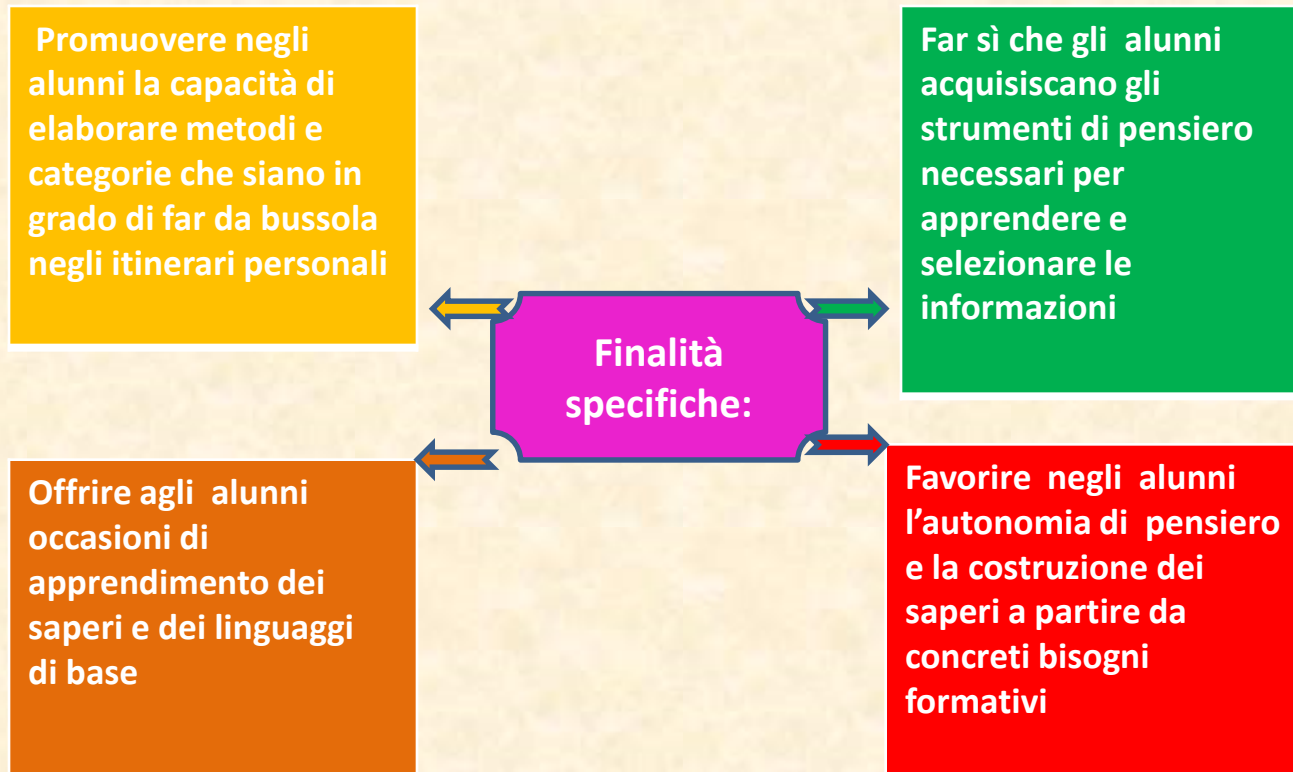 Promuovere negli
alunni la capacità di
elaborare metodi e
categorie che siano in
grado di far da bussola
negli itinerari personali
Far sì che gli alunni
acquisiscano gli
strumenti di pensiero
necessari per
apprendere e
selezionare le
informazioni
Finalità
specifiche:
Offrire agli alunni
occasioni di
apprendimento dei
saperi e dei linguaggi
di base
Favorire negli alunni
l’autonomia di pensiero
e la costruzione dei
saperi a partire da
concreti bisogni
formativi